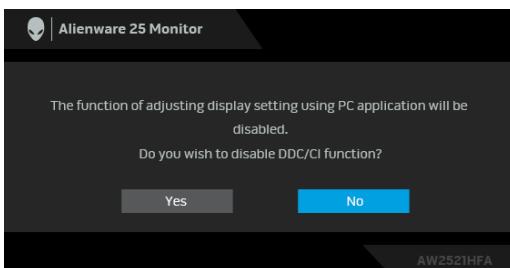 Alienware 25 Monitor
The function of adjusting display setting using PC application will be
disabled.
Do you wish to disable DDC/CI function?
Yes No
AW2521HFA